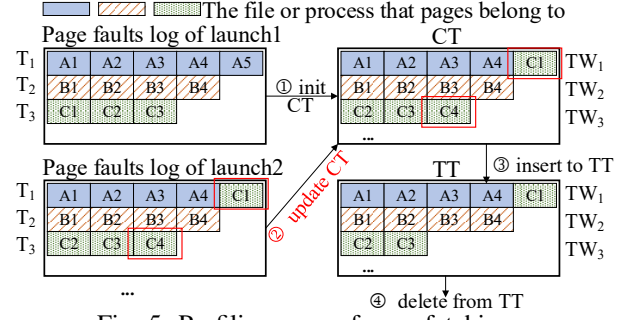 The file or process that pages belong to
Page faults log of launch1
T1 A1 A2 A3 A4 A5
T2 B1 B2 B3 B4
T3 C1 C2 C3
① init
CT
CT
A1 A2 A3 A4 C1 TW1
B1 B2 B3 B4 TW2
C2 C3 C4 TW3
...
Page faults log of launch2
T1 A1 A2 A3 A4 C1
T2 B1 B2 B3 B4
T3 C2 C3 C4
...
② update CT
③ insert to TT
TT
A1 A2 A3 A4 C1 TW1
B1 B2 B3 B4 TW2
C2 C3 TW3
...
④ delete from TT